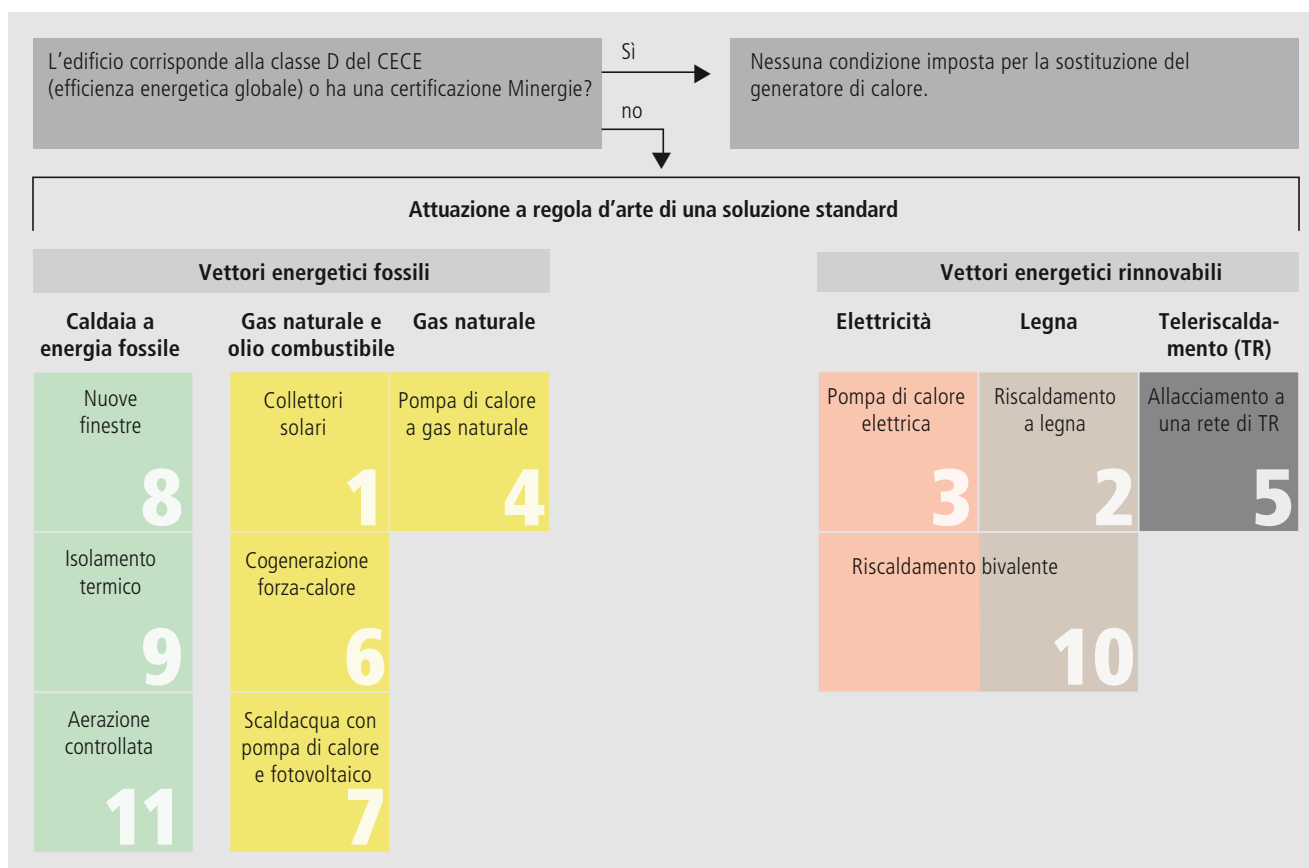 L'edificio corrisponde alla classe D del CECE
(efficienza energetica globale) o ha una certificazione Minergie?
Sì
no
Nessuna condizione imposta per la sostituzione del
generatore di calore.
Attuazione a regola d'arte di una soluzione standard
Vettori energetici fossili
Caldaia a
energia fossile
Nuove
finestre
8
Isolamento
termico
9
Aerazione
controllata
11
Gas naturale e
olio combustibile
Collettori
solari
1
Cogenerazione
forza-calore
6
Scaldacqua con
pompa di calore
e fotovoltaico
7
Gas naturale
Pompa di calore
a gas naturale
4
Vettori energetici rinnovabili
Elettricità
Pompa di calore
elettrica
3
Legna
Riscaldamento
a legna
2
Riscaldamento bivalente
10
Teleriscalda-
mento (TR)
Allacciamento a
una rete di TR
5